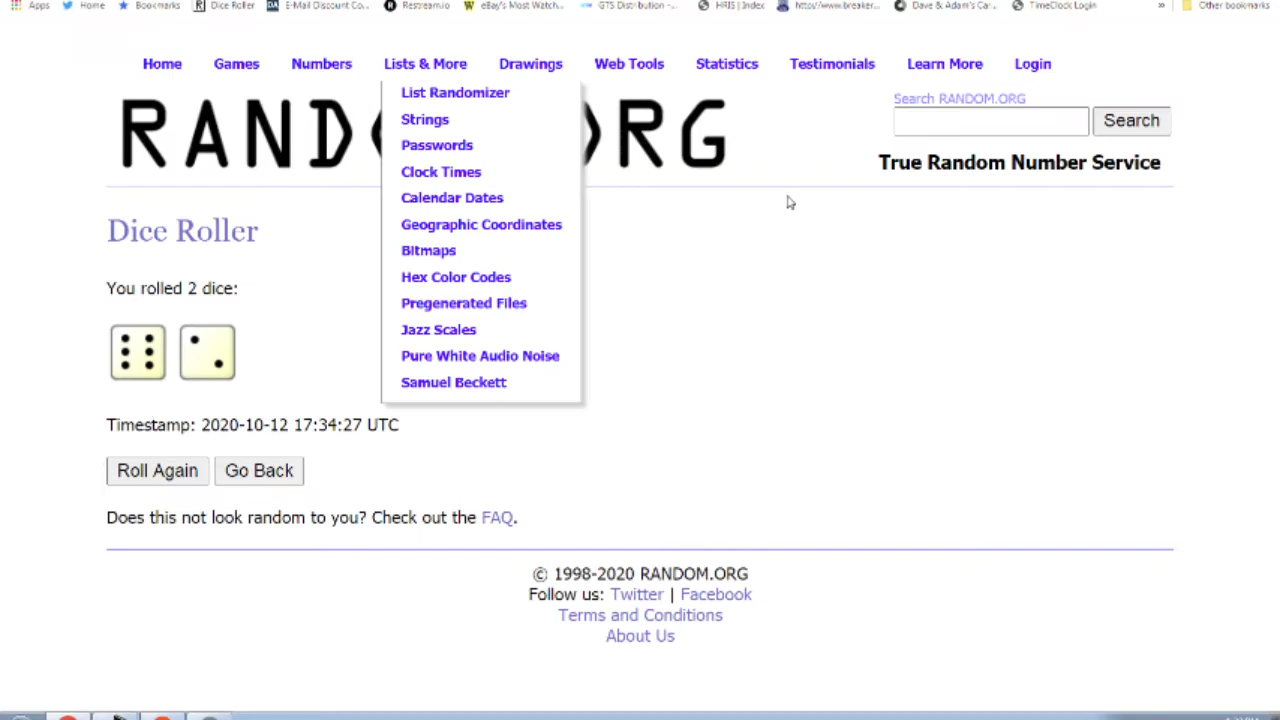 Apps Home Bookmarks Dice Roller E-Mail Discount Co... Restream.io eBay's Most Watch... GTS Distribution -... HRIS | Index http://www.breaker... Dave & Adam's Car... TimeClock Login » Other bookmarks
Home Games Numbers Lists & More Drawings Web Tools Statistics Testimonials Learn More Login
List Randomizer
Strings
Passwords
Clock Times
Calendar Dates
Geographic Coordinates
Bitmaps
Hex Color Codes
Pregenerated Files
Jazz Scales
Pure White Audio Noise
Samuel Beckett
RAND RG
Search RANDOM.ORG
Search
True Random Number Service
Dice Roller
You rolled 2 dice:
Timestamp: 2020-10-12 17:34:27 UTC
Roll Again Go Back
Does this not look random to you? Check out the FAQ.
© 1998-2020 RANDOM.ORG
Follow us: Twitter | Facebook
Terms and Conditions
About Us